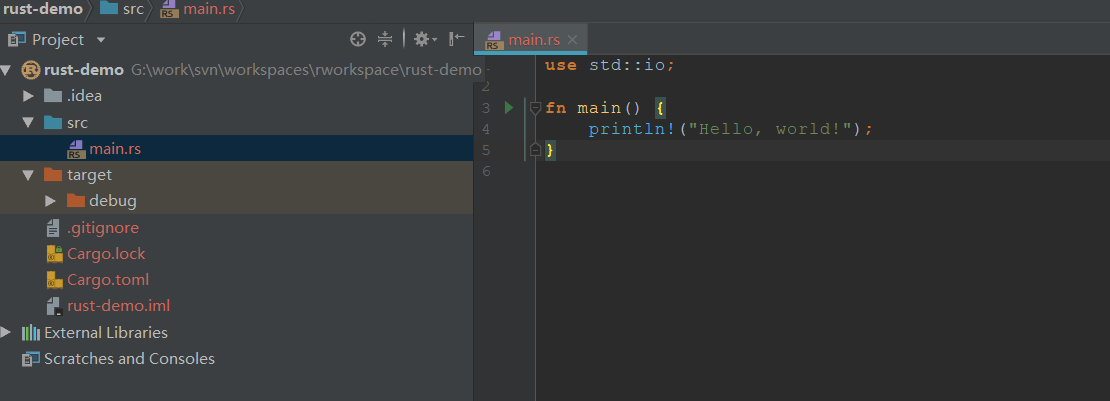 rust-demo src main.rs
Project
rust-demo G:\work\svn\workspaces\rworkspace\rust-demo
.idea
src
main.rs
target
debug
.gitignore
Cargo.lock
Cargo.toml
rust-demo.iml
External Libraries
Scratches and Consoles
main.rs
use std::io;
2
3 fn main() {
4 println!("Hello, world!");
5 }
6